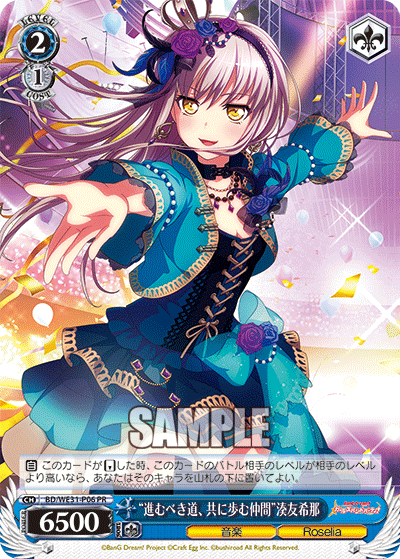 LEVEL
2
1
COST
SAMPLE
このカードが【 】した時、このカードのバトル相手のレベルが相手のレベル
より高いなら、あなたはそのキャラを山札の下に置いてよい。
CH BD/WE31-P06 PR
"進むべき道、共に歩む仲間"湊友希那
6500
音楽
Roselia
©BanG Dream! Project ©Craft Egg Inc. ©bushiroad All Rights Reserved.